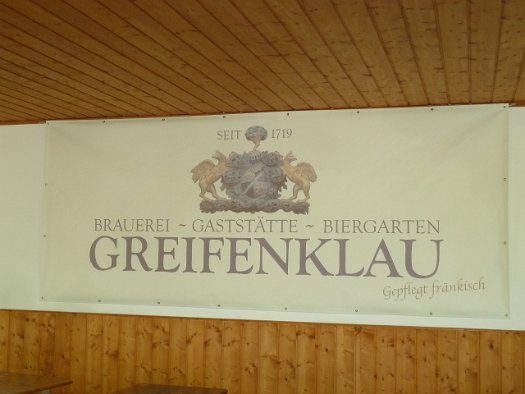 SEIT 1719
BRAUEREI ~ GASTSTÄTTE ~ BIERGARTEN
GREIFENKLAU
Gepflegt fränkisch